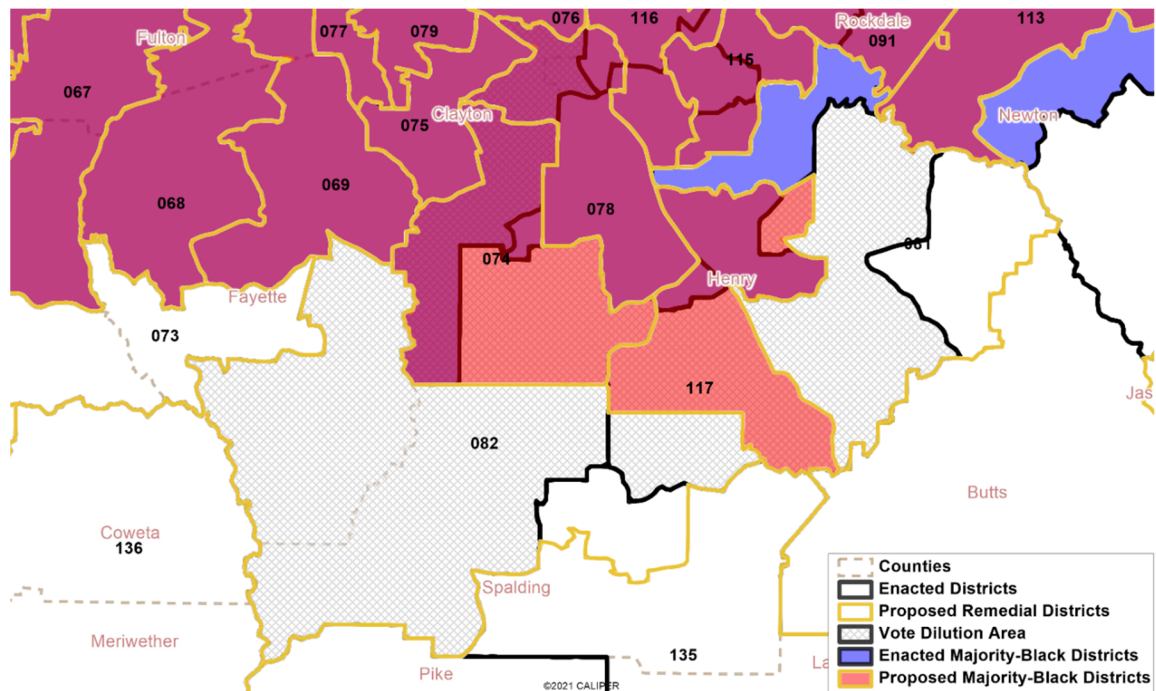 076
116
Rockdale
113
077
079
Fulton
091
115
067
Clayton
Newton
075
069
068
078
081
074
Henry
Fayette
073
Jas
117
082
Butts
Coweta
136
Counties
Enacted Districts
Spalding
Proposed Remedial Districts
Vote Dilution Area
Meriwether
135
Enacted Majority-Black Districts
La
Pike
Proposed Majority-Black Districts
©2021 CALIPER